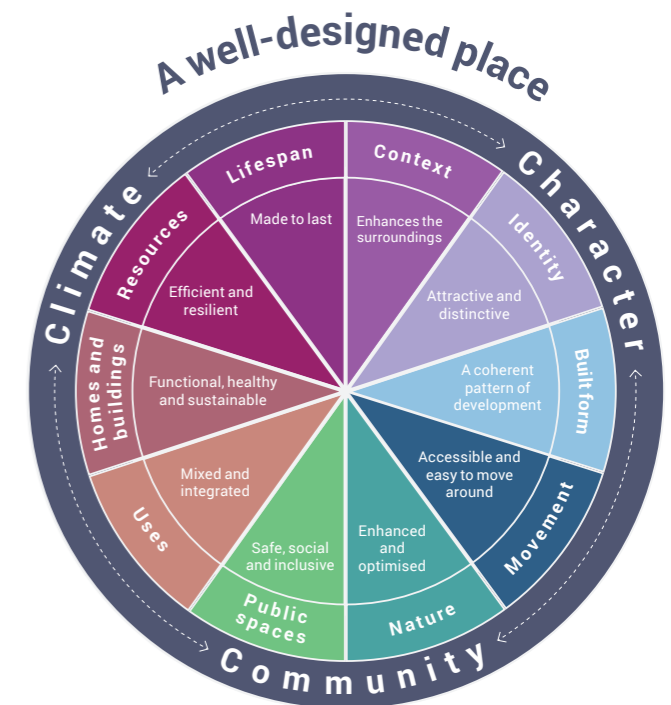 A well-designed place
Climate
Character
Community
Context
Enhances the
surroundings
Identity
Attractive and
distinctive
Built form
A coherent
pattern of
development
Movement
Accessible and
easy to move
around
Nature
Enhanced
and
optimised
Public
spaces
Safe, social
and inclusive
Uses
Mixed and
integrated
Homes and
buildings
Functional, healthy
and sustainable
Resources
Efficient and
resilient
Lifespan
Made to last